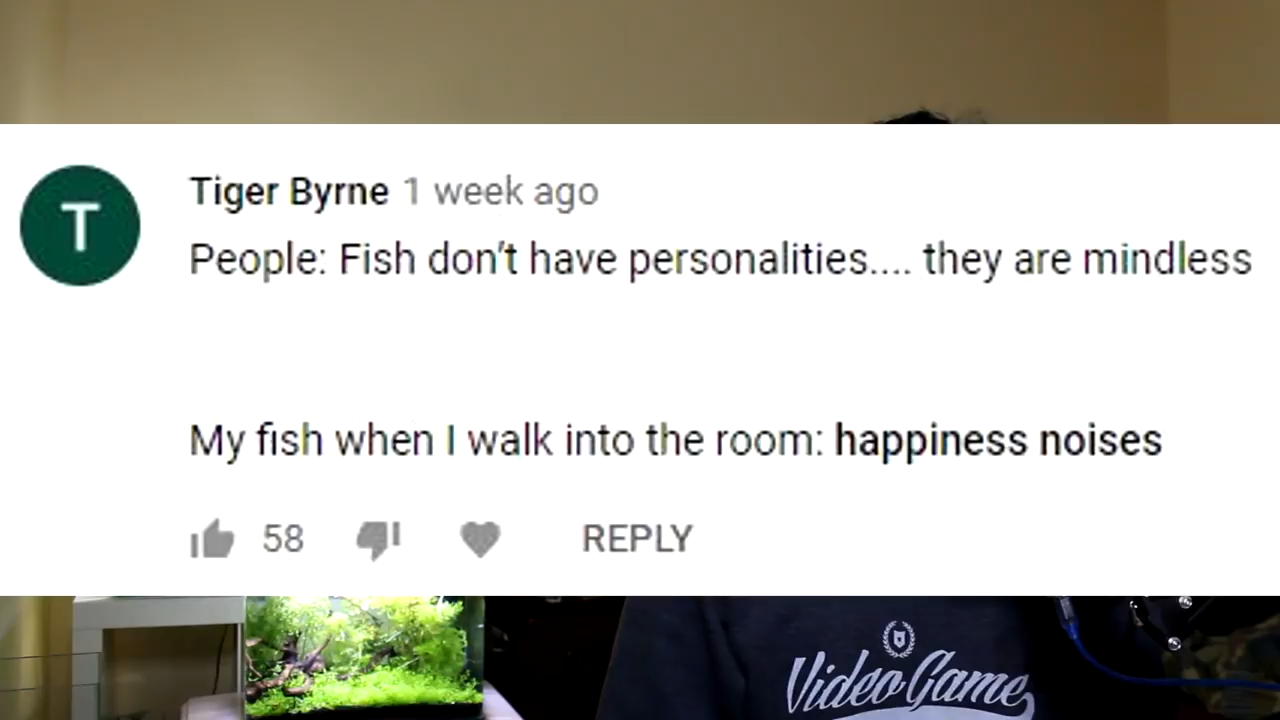 T
Tiger Byrne 1 week ago
People: Fish don't have personalities.... they are mindless
My fish when I walk into the room: happiness noises
58 REPLY
Video Game